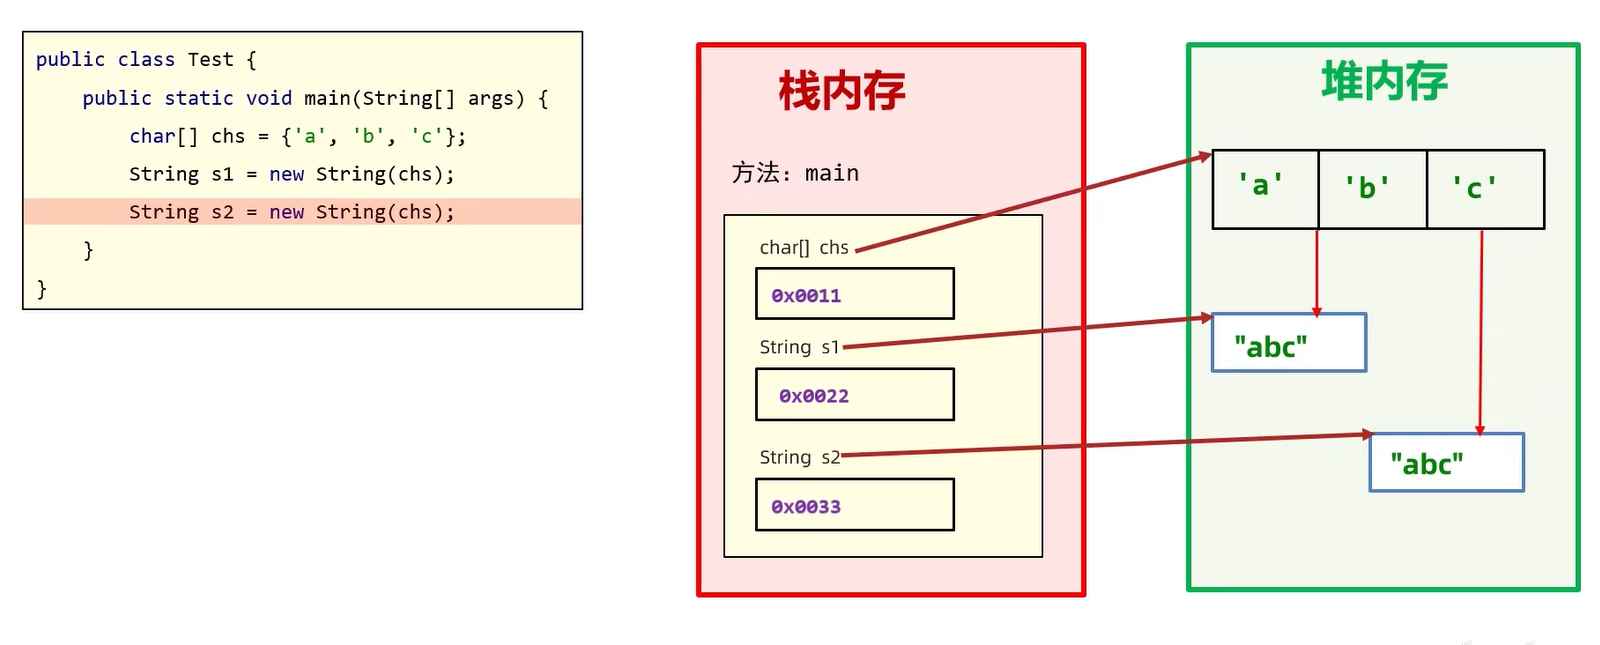 public class Test {
public static void main(String[] args) {
char[] chs = {'a', 'b', 'c'};
String s1 = new String(chs);
String s2 = new String(chs);
}
}
栈内存
方法：main
char[] chs
0x0011
String s1
0x0022
String s2
0x0033
堆内存
'a' 'b' 'c'
"abc"
"abc"